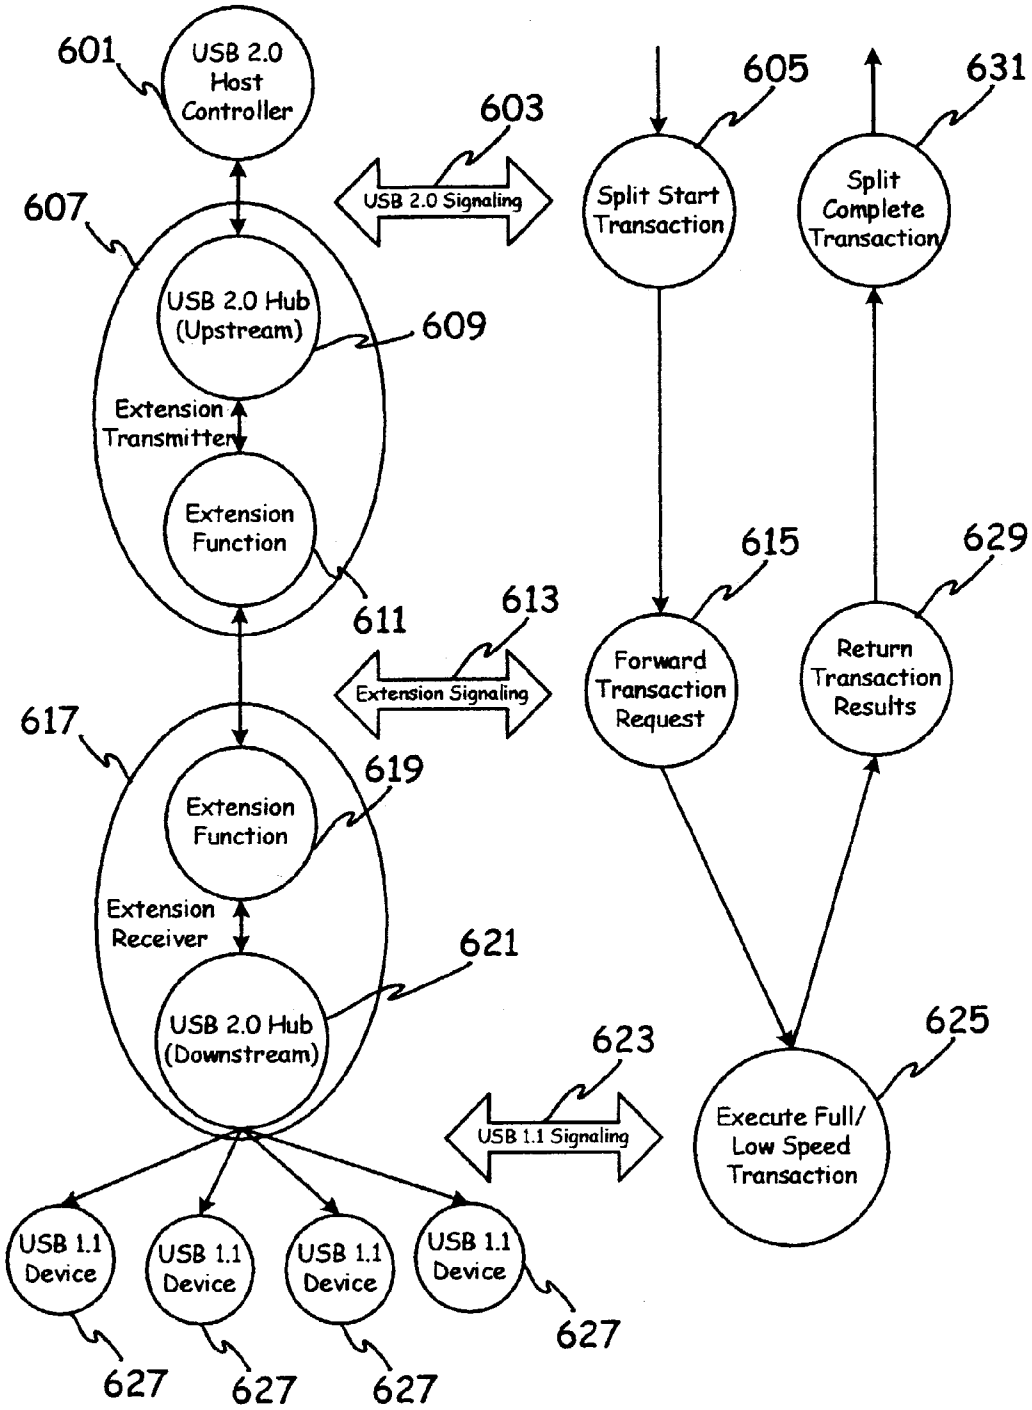 601
USB 2.0
Host
Controller
603
USB 2.0 Signaling
605
Split Start
Transaction
631
Split
Complete
Transaction
607
USB 2.0 Hub
(Upstream)
609
Extension
Transmitter
Extension
Function
611
613
Extension Signaling
615
Forward
Transaction
Request
629
Return
Transaction
Results
617
Extension
Function
619
Extension
Receiver
621
USB 2.0 Hub
(Downstream)
623
USB 1.1 Signaling
625
Execute Full/
Low Speed
Transaction
USB 1.1
Device
USB 1.1
Device
USB 1.1
Device
USB 1.1
Device
627
627
627
627